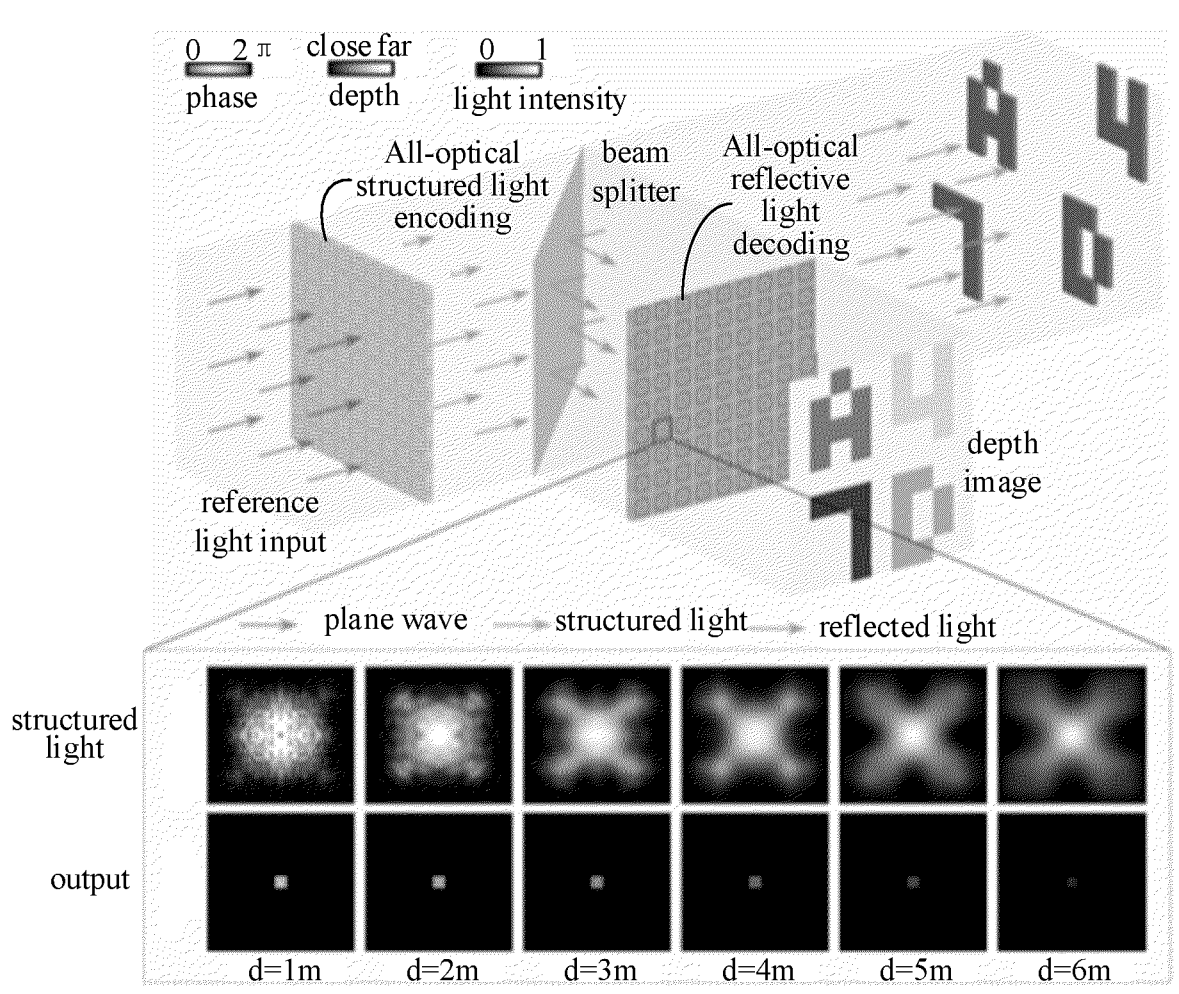 0 2 π
phase
close far
depth
0 1
light intensity
All-optical
structured light
encoding
beam
splitter
All-optical
reflective
light
decoding
reference
light input
depth
image
plane wave
structured light
reflected light
structured
light
output
d=1m
d=2m
d=3m
d=4m
d=5m
d=6m